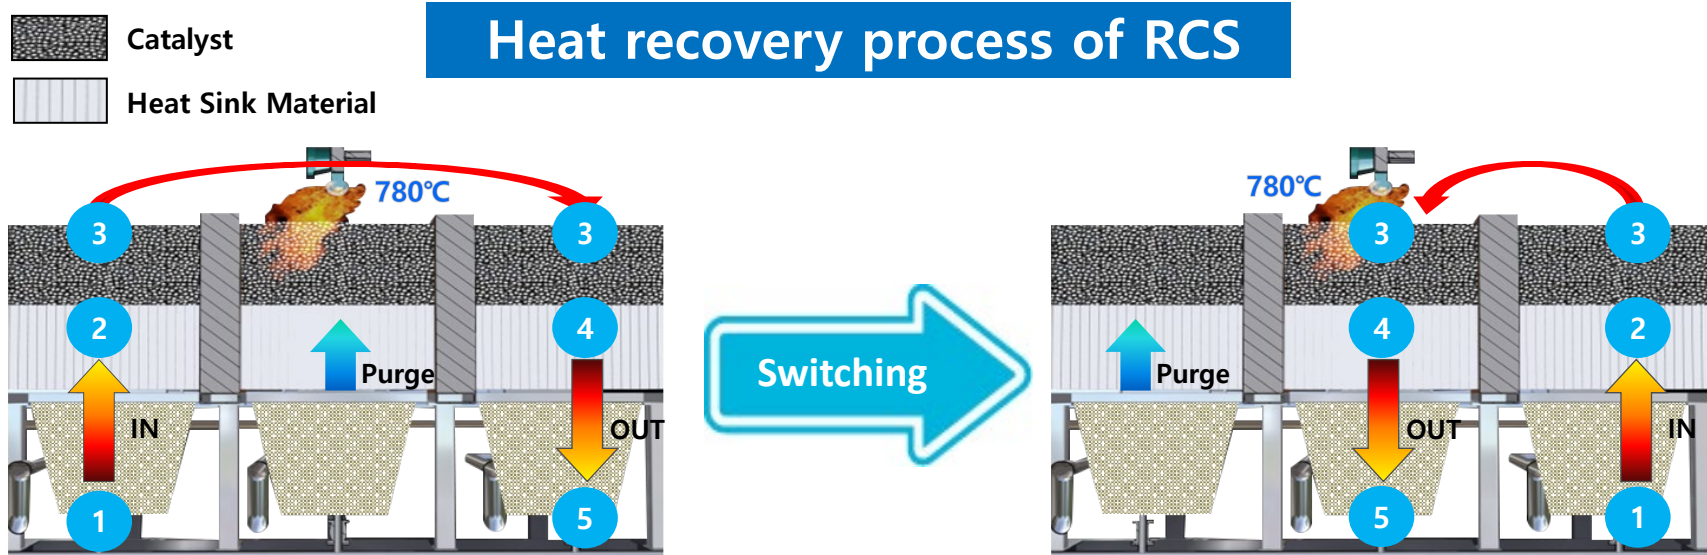 Heat recovery process of RCS
Catalyst
Heat Sink Material
780℃
3
3
2
4
Purge
IN
OUT
1
5
Switching
780℃
3
3
4
2
Purge
OUT
IN
5
1